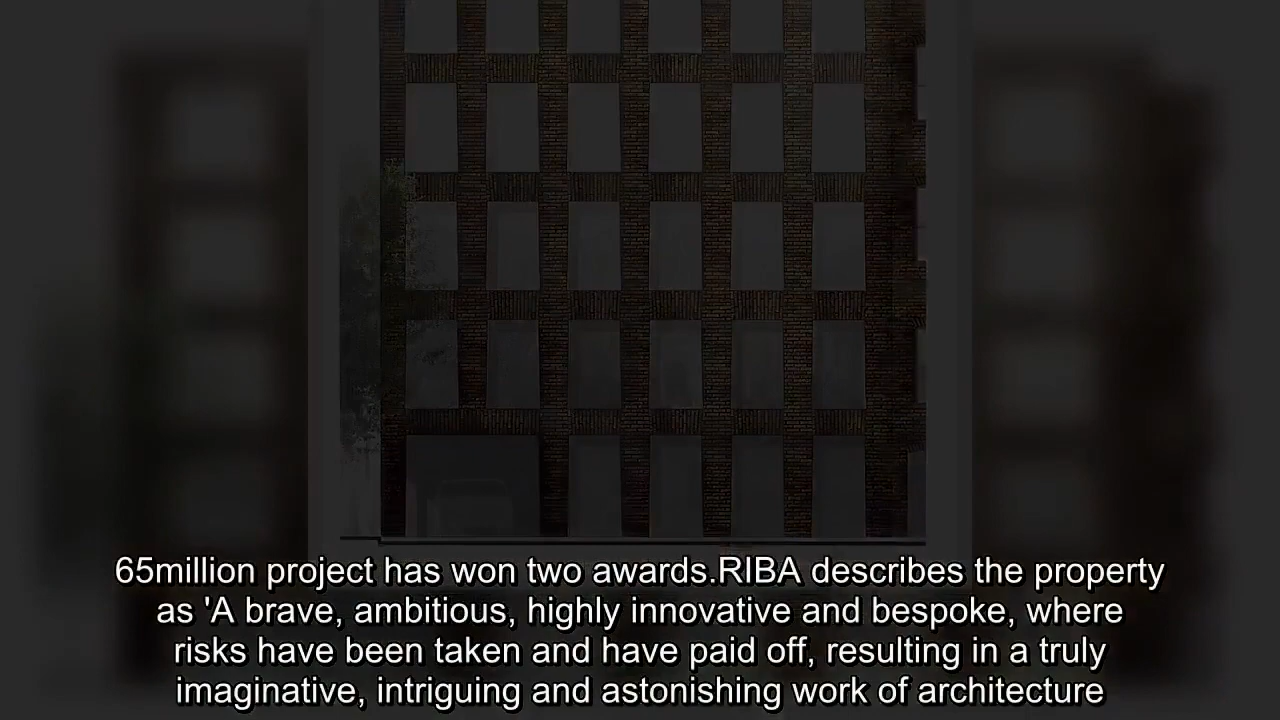 65million project has won two awards.RIBA describes the property
as 'A brave, ambitious, highly innovative and bespoke, where
risks have been taken and have paid off, resulting in a truly
imaginative, intriguing and astonishing work of architecture